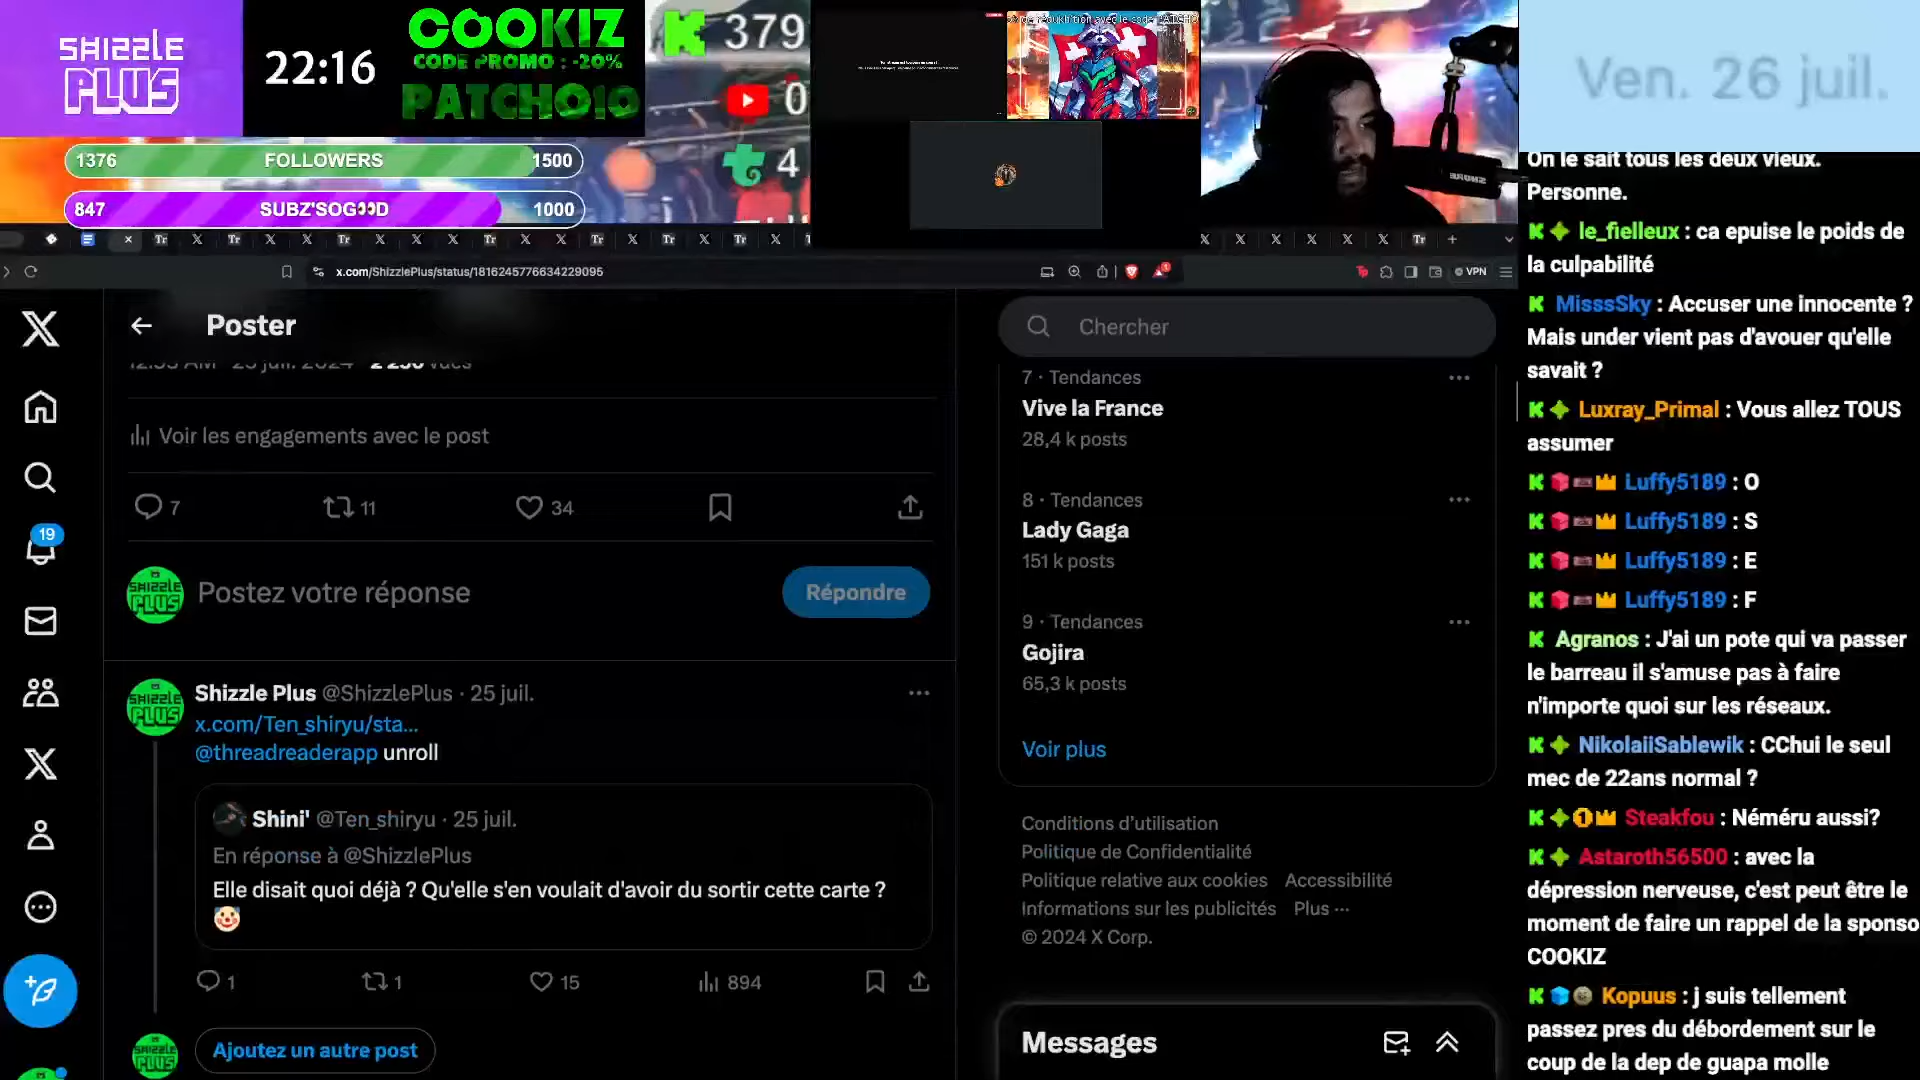 SHIZZLE
PLUS
22:16
COOKIZ
CODE PROMO : -20%
PATCHO10
379
0
4
1376 FOLLOWERS 1500
847 SUBZ'SOG👀D 1000
Ven. 26 juil.
x.com/ShizzlePlus/status/1816245776634229095
VPN
Poster
Voir les engagements avec le post
7
11
34
19
Postez votre réponse
Répondre
Shizzle Plus @ShizzlePlus · 25 juil.
x.com/Ten_shiryu/sta...
@threadreaderapp unroll
Shini' @Ten_shiryu · 25 juil.
En réponse à @ShizzlePlus
Elle disait quoi déjà ? Qu'elle s'en voulait d'avoir du sortir cette carte ?
🤡
1
1
15
894
Ajoutez un autre post
Chercher
7 · Tendances
Vive la France
28,4 k posts
8 · Tendances
Lady Gaga
151 k posts
9 · Tendances
Gojira
65,3 k posts
Voir plus
Conditions d'utilisation
Politique de Confidentialité
Politique relative aux cookies Accessibilité
Informations sur les publicités Plus ···
© 2024 X Corp.
Messages
On le sait tous les deux vieux.
Personne.
le_fielleux : ca epuise le poids de
la culpabilité
MisssSky : Accuser une innocente ?
Mais under vient pas d'avouer qu'elle
savait ?
Luxray_Primal : Vous allez TOUS
assumer
Luffy5189 : O
Luffy5189 : S
Luffy5189 : E
Luffy5189 : F
Agranos : J'ai un pote qui va passer
le barreau il s'amuse pas à faire
n'importe quoi sur les réseaux.
NikolaiiSablewik : CChui le seul
mec de 22ans normal ?
Steakfou : Néméru aussi?
Astaroth56500 : avec la
dépression nerveuse, c'est peut être le
moment de faire un rappel de la sponso
COOKIZ
Kopuus : j suis tellement
passez pres du débordement sur le
coup de la dep de guapa molle